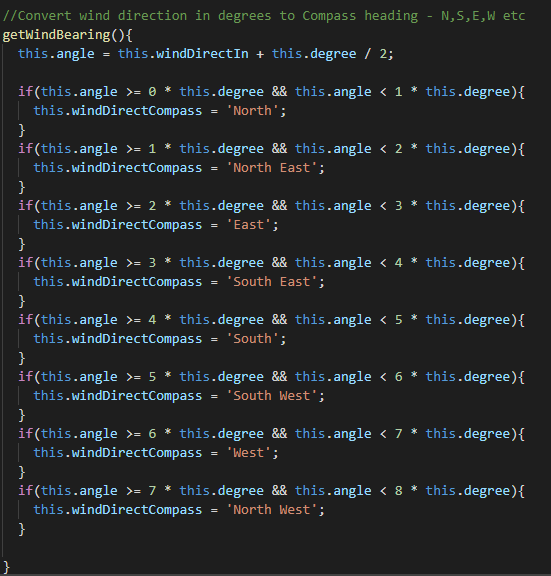 //Convert wind direction in degrees to Compass heading - N,S,E,W etc
getWindBearing(){
  this.angle = this.windDirectIn + this.degree / 2;
  if(this.angle >= 0 * this.degree && this.angle < 1 * this.degree){
    this.windDirectCompass = 'North';
  }
  if(this.angle >= 1 * this.degree && this.angle < 2 * this.degree){
    this.windDirectCompass = 'North East';
  }
  if(this.angle >= 2 * this.degree && this.angle < 3 * this.degree){
    this.windDirectCompass = 'East';
  }
  if(this.angle >= 3 * this.degree && this.angle < 4 * this.degree){
    this.windDirectCompass = 'South East';
  }
  if(this.angle >= 4 * this.degree && this.angle < 5 * this.degree){
    this.windDirectCompass = 'South';
  }
  if(this.angle >= 5 * this.degree && this.angle < 6 * this.degree){
    this.windDirectCompass = 'South West';
  }
  if(this.angle >= 6 * this.degree && this.angle < 7 * this.degree){
    this.windDirectCompass = 'West';
  }
  if(this.angle >= 7 * this.degree && this.angle < 8 * this.degree){
    this.windDirectCompass = 'North West';
  }
}